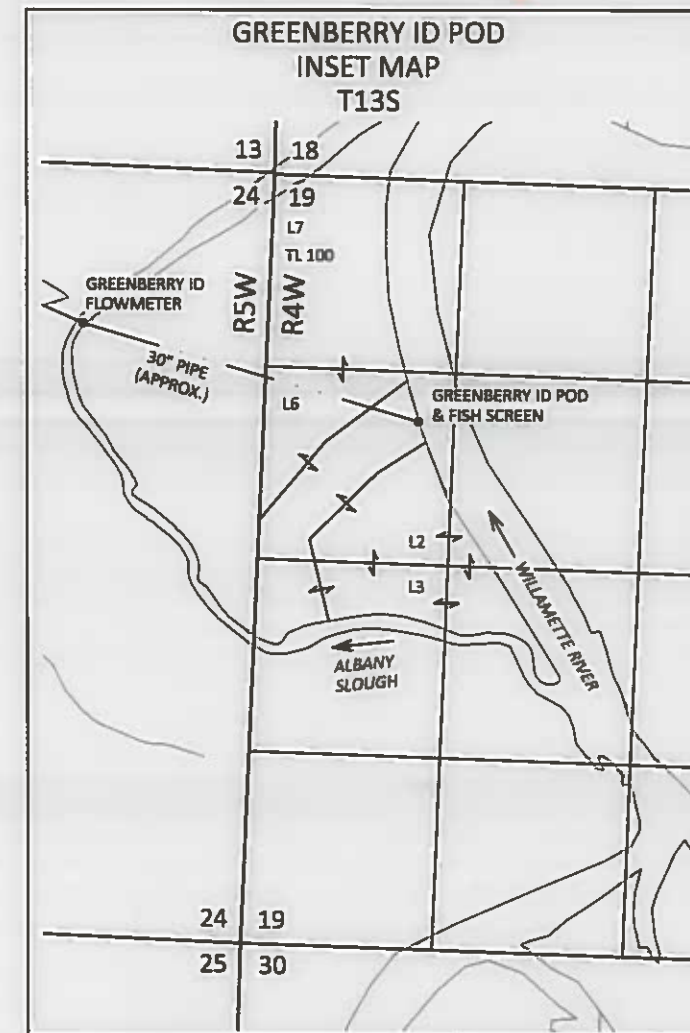 GREENBERRY ID POD
INSET MAP
T13S
13 18
24 19
L7
TL 100
GREENBERRY ID
FLOWMETER
R5W
R4W
30" PIPE
(APPROX.)
L6
GREENBERRY ID POD
& FISH SCREEN
L2
L3
WILLAMETTE RIVER
ALBANY
SLOUGH
24 19
25 30